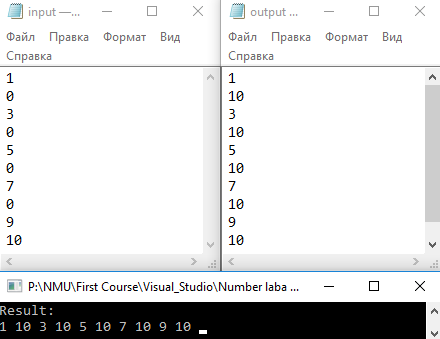 input —...
Файл Правка Формат Вид
Справка
1
0
3
0
5
0
7
0
9
10
output ...
Файл Правка Формат Вид
Справка
1
10
3
10
5
10
7
10
9
10
P:\NMU\First Course\Visual_Studio\Number laba ...
Result:
1 10 3 10 5 10 7 10 9 10